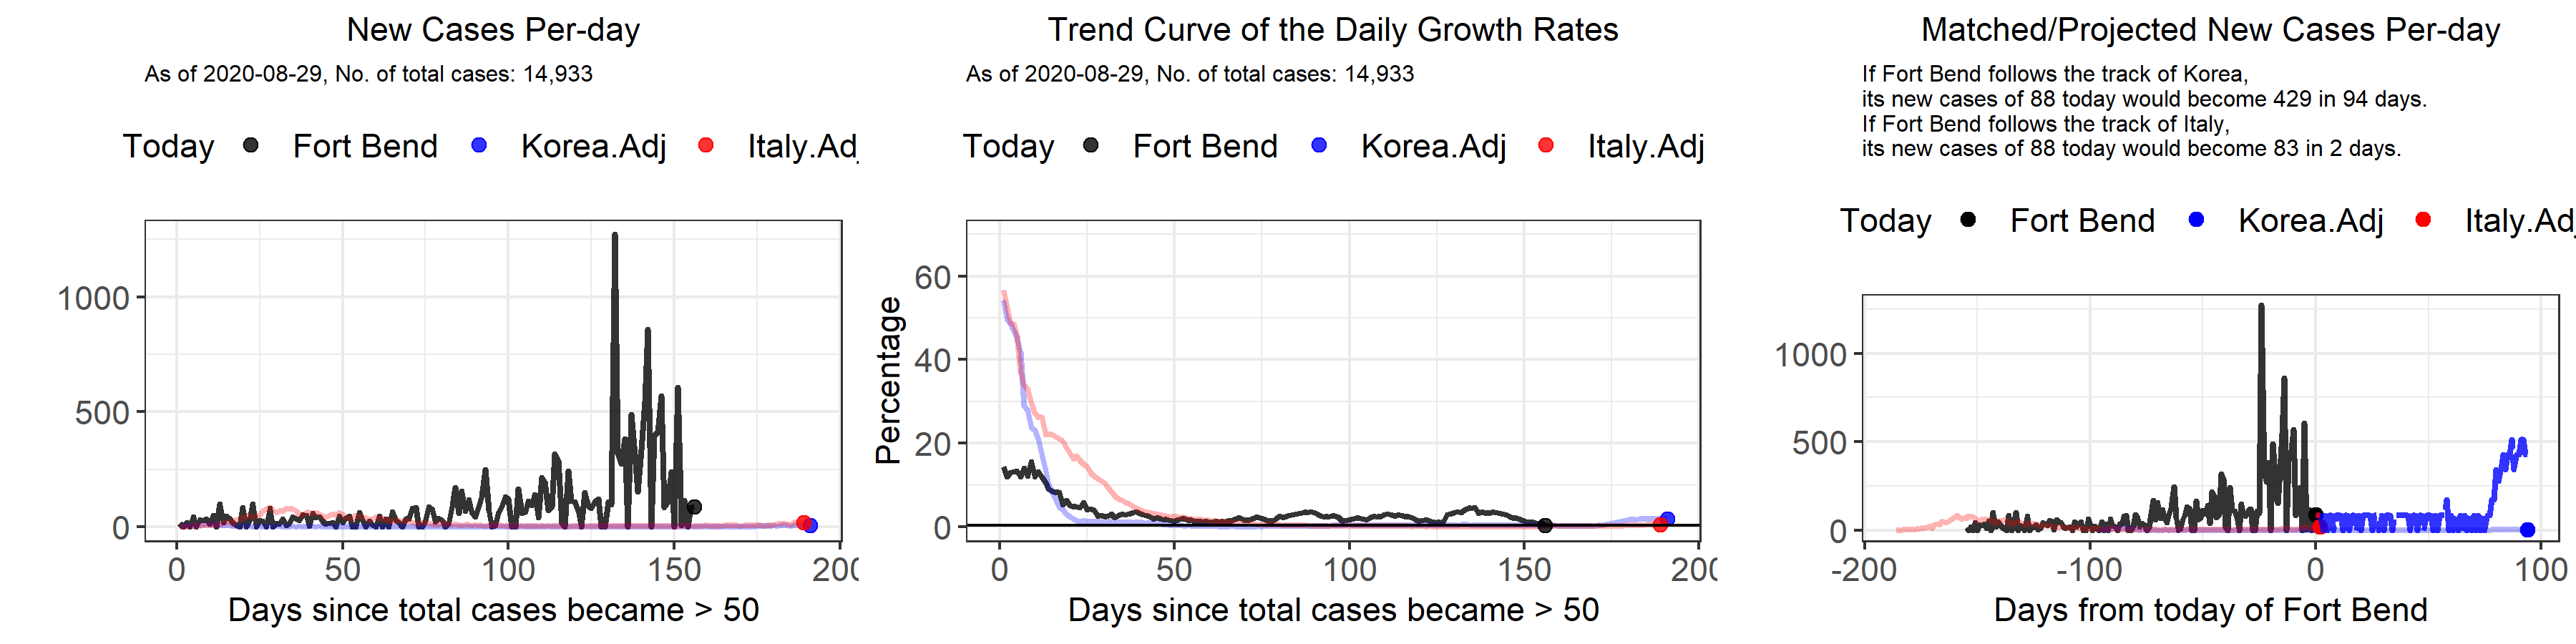 New Cases Per-day
As of 2020-08-29, No. of total cases: 14,933
Today Fort Bend Korea.Adj Italy.Ad
1000
500
0
0 50 100 150 200
Days since total cases became > 50
Trend Curve of the Daily Growth Rates
As of 2020-08-29, No. of total cases: 14,933
Today Fort Bend Korea.Adj Italy.Adj
Percentage
60
40
20
0
0 50 100 150 200
Days since total cases became > 50
Matched/Projected New Cases Per-day
If Fort Bend follows the track of Korea,
its new cases of 88 today would become 429 in 94 days.
If Fort Bend follows the track of Italy,
its new cases of 88 today would become 83 in 2 days.
Today Fort Bend Korea.Adj Italy.Adj
1000
500
0
-200 -100 0 100
Days from today of Fort Bend